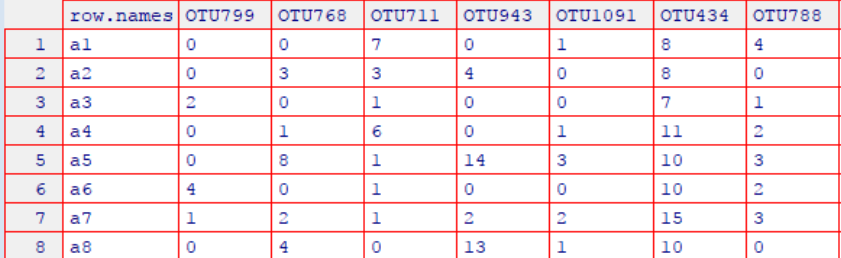 row.names OTU799 OTU768 OTU711 OTU943 OTU1091 OTU434 OTU788
1 a1 0 0 7 0 1 8 4
2 a2 0 3 3 4 0 8 0
3 a3 2 0 1 0 0 7 1
4 a4 0 1 6 0 1 11 2
5 a5 0 8 1 14 3 10 3
6 a6 4 0 1 0 0 10 2
7 a7 1 2 1 2 2 15 3
8 a8 0 4 0 13 1 10 0